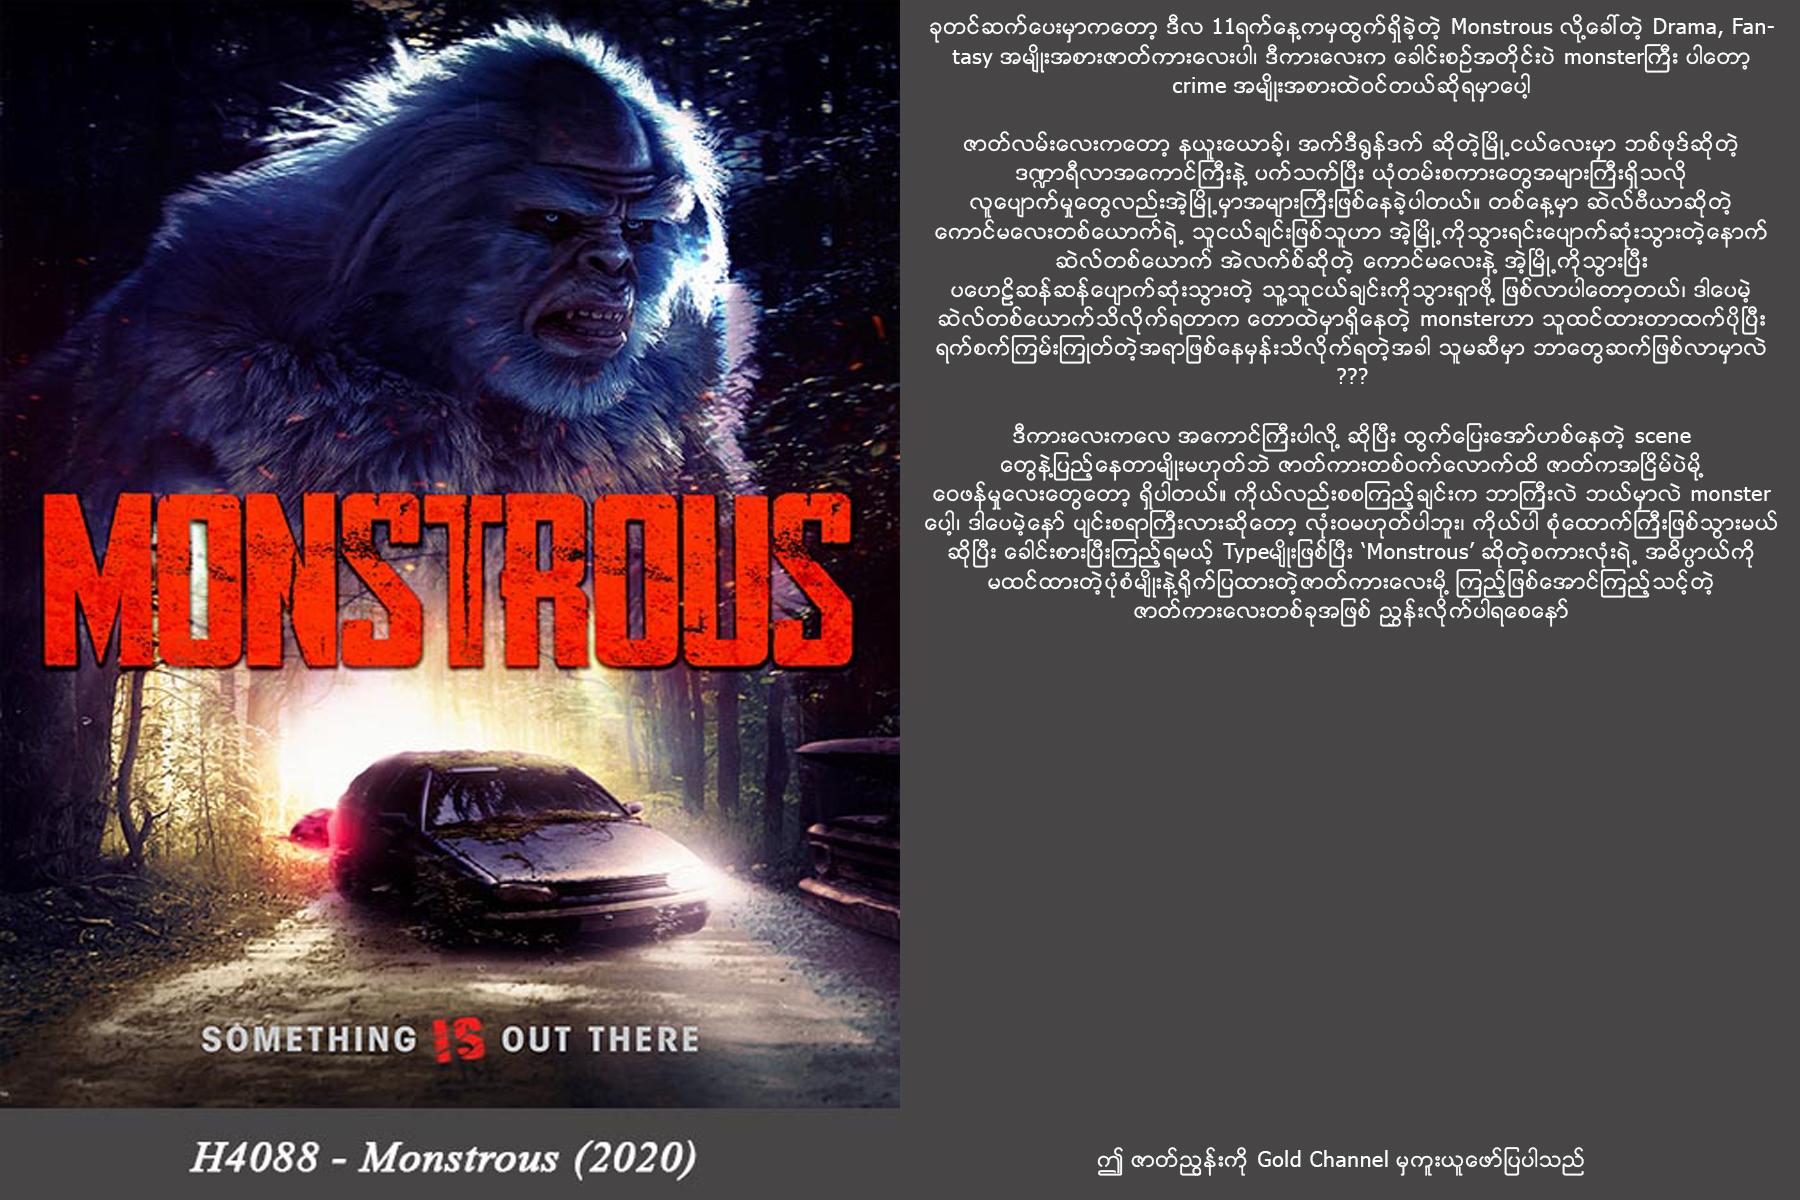 MONSTROUS
SOMETHING IS OUT THERE
H4088 - Monstrous (2020)
ခုတင်ဆက်ပေးမှာကတော့ ဒီလ 11ရက်နေ့ကမှထွက်ရှိခဲ့တဲ့ Monstrous လို့ခေါ်တဲ့ Drama, Fan-
tasy အမျိုးအစားဇာတ်ကားလေးပါ၊ ဒီကားလေးက ခေါင်းစဉ်အတိုင်းပဲ monsterကြီး ပါတော့
crime အမျိုးအစားထဲဝင်တယ်ဆိုရမှာပေါ့
ဇာတ်လမ်းလေးကတော့ နယူးယောခ့်၊ အက်ဒီရွန်ဒက် ဆိုတဲ့မြို့ငယ်လေးမှာ ဘစ်ဖုဒ်ဆိုတဲ့
ဒဏ္ဍာရီလာအကောင်ကြီးနဲ့ ပက်သက်ပြီး ယုံတမ်းစကားတွေအများကြီးရှိသလို
လူပျောက်မှုတွေလည်းအဲ့မြို့မှာအများကြီးဖြစ်နေခဲ့ပါတယ်။ တစ်နေ့မှာ ဆဲလ်ဗီယာဆိုတဲ့
ကောင်မလေးတစ်ယောက်ရဲ့ သူငယ်ချင်းဖြစ်သူဟာ အဲ့မြို့ကိုသွားရင်းပျောက်ဆုံးသွားတဲ့နောက်
ဆဲလ်တစ်ယောက် အဲလက်စ်ဆိုတဲ့ ကောင်မလေးနဲ့ အဲ့မြို့ကိုသွားပြီး
ပဟေဠိဆန်ဆန်ပျောက်ဆုံးသွားတဲ့ သူ့သူငယ်ချင်းကိုသွားရှာဖို့ ဖြစ်လာပါတော့တယ်၊ ဒါပေမဲ့
ဆဲလ်တစ်ယောက်သိလိုက်ရတာက တောထဲမှာရှိနေတဲ့ monsterဟာ သူထင်ထားတာထက်ပိုပြီး
ရက်စက်ကြမ်းကြုတ်တဲ့အရာဖြစ်နေမှန်းသိလိုက်ရတဲ့အခါ သူမဆီမှာ ဘာတွေဆက်ဖြစ်လာမှာလဲ
???
ဒီကားလေးကလေ အကောင်ကြီးပါလို့ ဆိုပြီး ထွက်ပြေးအော်ဟစ်နေတဲ့ scene
တွေနဲ့ပြည့်နေတာမျိုးမဟုတ်ဘဲ ဇာတ်ကားတစ်ဝက်လောက်ထိ ဇာတ်ကအငြိမ်ပဲမို့
ဝေဖန်မှုလေးတွေတော့ ရှိပါတယ်။ ကိုယ်လည်းစစကြည့်ချင်းက ဘာကြီးလဲ ဘယ်မှာလဲ monster
ပေါ့၊ ဒါပေမဲ့နော် ပျင်းစရာကြီးလားဆိုတော့ လုံးဝမဟုတ်ပါဘူး၊ ကိုယ်ပါ စုံထောက်ကြီးဖြစ်သွားမယ်
ဆိုပြီး ခေါင်းစားပြီးကြည့်ရမယ့် Typeမျိုးဖြစ်ပြီး ‘Monstrous’ ဆိုတဲ့စကားလုံးရဲ့ အဓိပ္ပာယ်ကို
မထင်ထားတဲ့ပုံစံမျိုးနဲ့ရိုက်ပြထားတဲ့ဇာတ်ကားလေးမို့ ကြည့်ဖြစ်အောင်ကြည့်သင့်တဲ့
ဇာတ်ကားလေးတစ်ခုအဖြစ် ညွှန်းလိုက်ပါရစေနော်
ဤ ဇာတ်ညွှန်းကို Gold Channel မှကူးယူဖော်ပြပါသည်